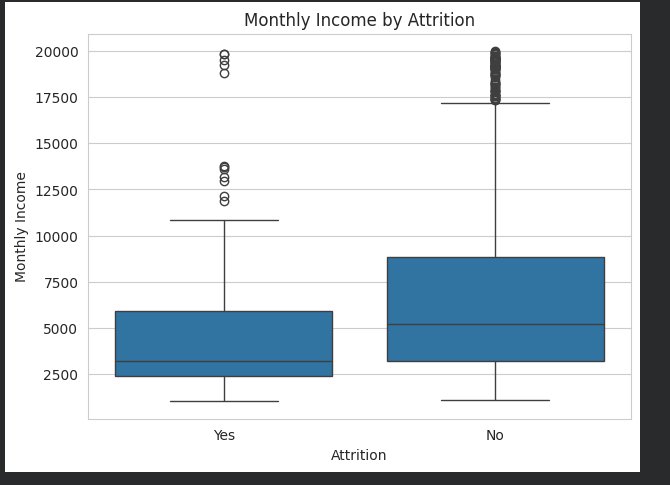 Monthly Income by Attrition
20000
17500
15000
12500
10000
7500
5000
2500
Monthly Income
Yes
No
Attrition